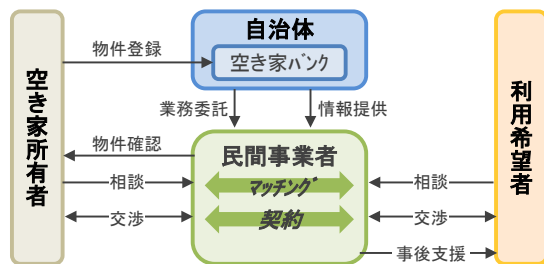 自治体
物件登録
空き家ﾊﾞﾝｸ
業務委託
情報提供
空き家所有者
利用希望者
物件確認
民間事業者
相談
ﾏｯﾁﾝｸﾞ
相談
交渉
契約
交渉
事後支援